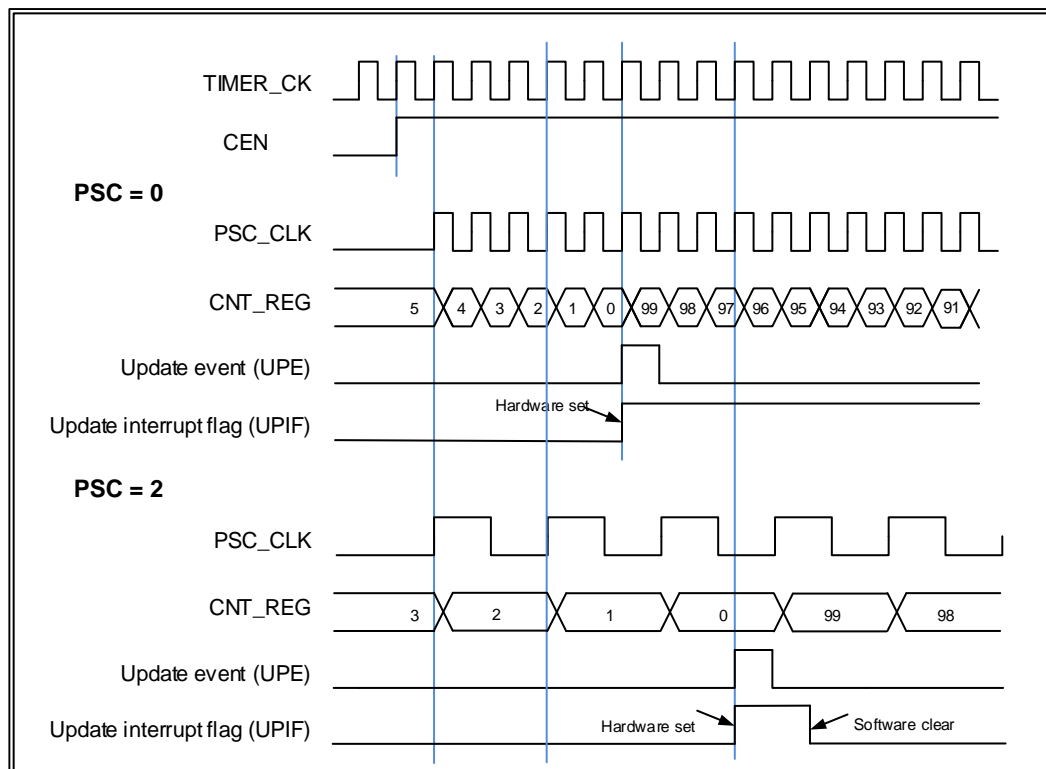 TIMER_CK
CEN
PSC = 0
PSC_CLK
CNT_REG 5 4 3 2 1 0 99 98 97 96 95 94 93 92 91
Update event (UPE)
Hardware set
Update interrupt flag (UPIF)
PSC = 2
PSC_CLK
CNT_REG 3 2 1 0 99 98
Update event (UPE)
Update interrupt flag (UPIF) Hardware set Software clear